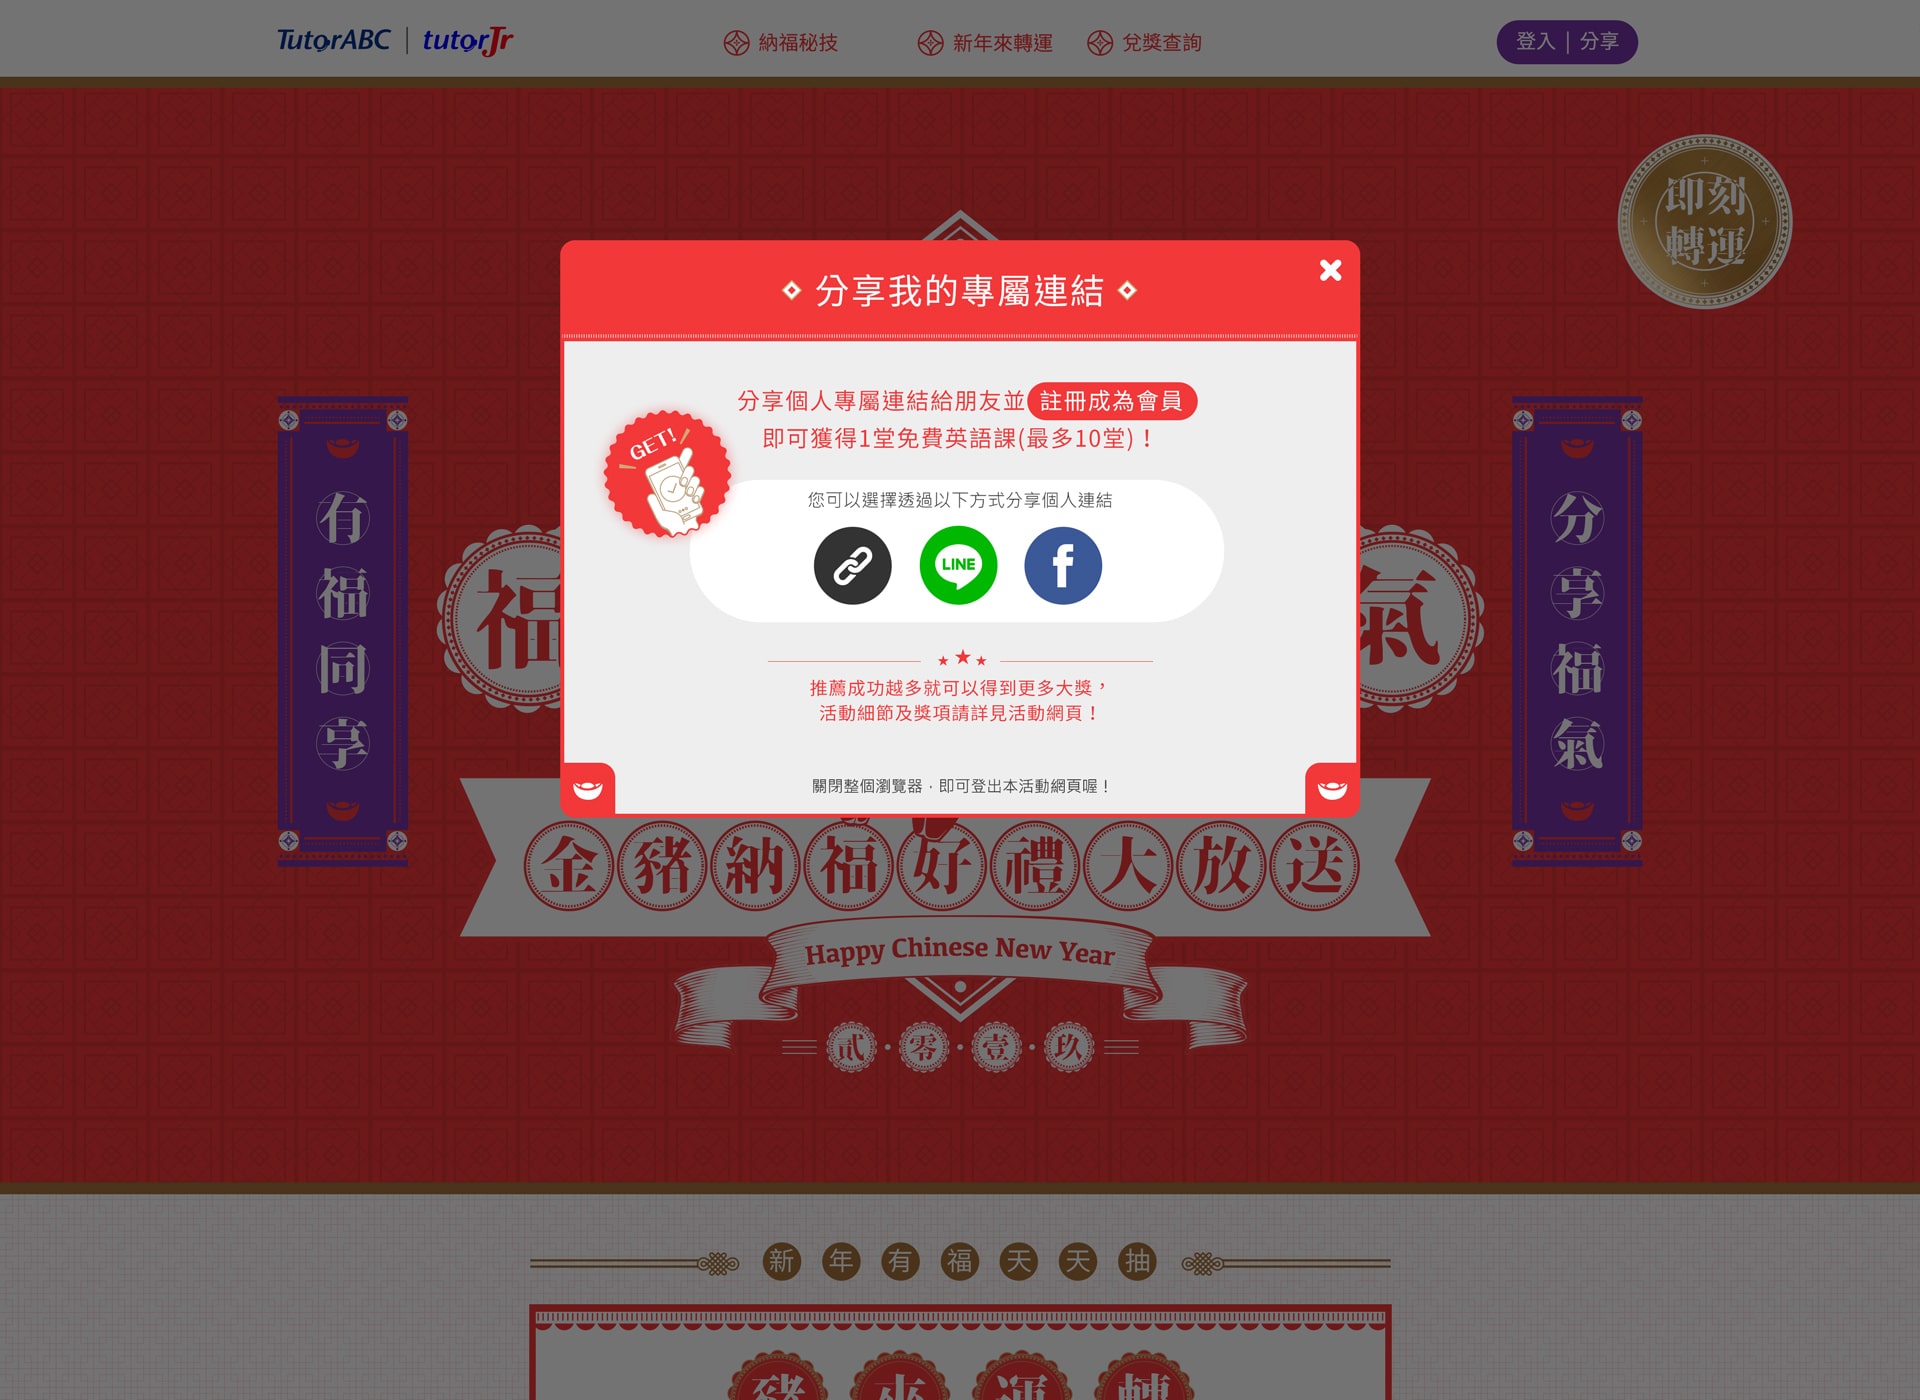 TutorABC | tutorJr
納福秘技
新年來轉運
兌獎查詢
登入 | 分享
即刻
轉運
分享我的專屬連結
分享個人專屬連結給朋友並 註冊成為會員
即可獲得1堂免費英語課(最多10堂)！
GET!
您可以選擇透過以下方式分享個人連結
LINE
推薦成功越多就可以得到更多大獎，
活動細節及獎項請詳見活動網頁！
關閉整個瀏覽器．即可登出本活動網頁喔！
有福同享
福
氣
分享福氣
金豬納福好禮大放送
Happy Chinese New Year
貳・零・壹・玖
新年有福天天抽
豬來運轉